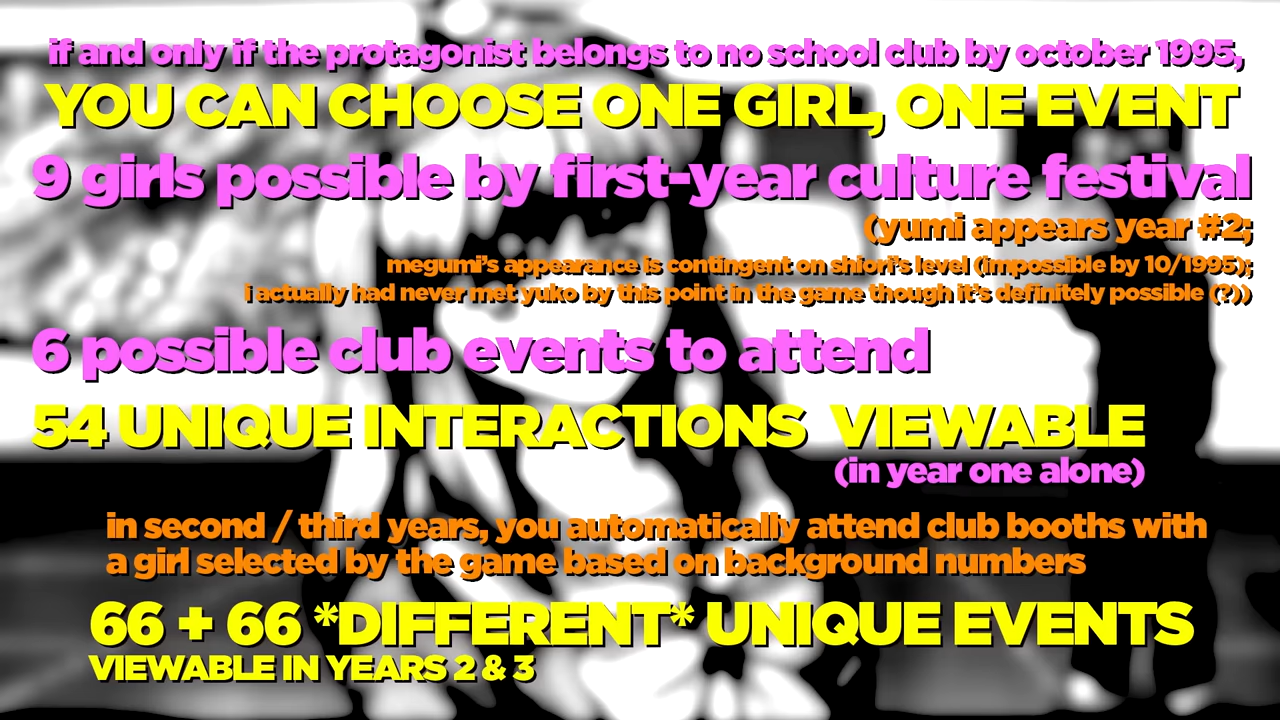 if and only if the protagonist belongs to no school club by october 1995,
YOU CAN CHOOSE ONE GIRL, ONE EVENT
9 girls possible by first-year culture festival
(yumi appears year #2;
megumi's appearance is contingent on shiori's level (impossible by 10/1995);
i actually had never met yuko by this point in the game though it's definitely possible (?))
6 possible club events to attend
54 UNIQUE INTERACTIONS VIEWABLE
(in year one alone)
in second / third years, you automatically attend club booths with
a girl selected by the game based on background numbers
66 + 66 *DIFFERENT* UNIQUE EVENTS
VIEWABLE IN YEARS 2 & 3